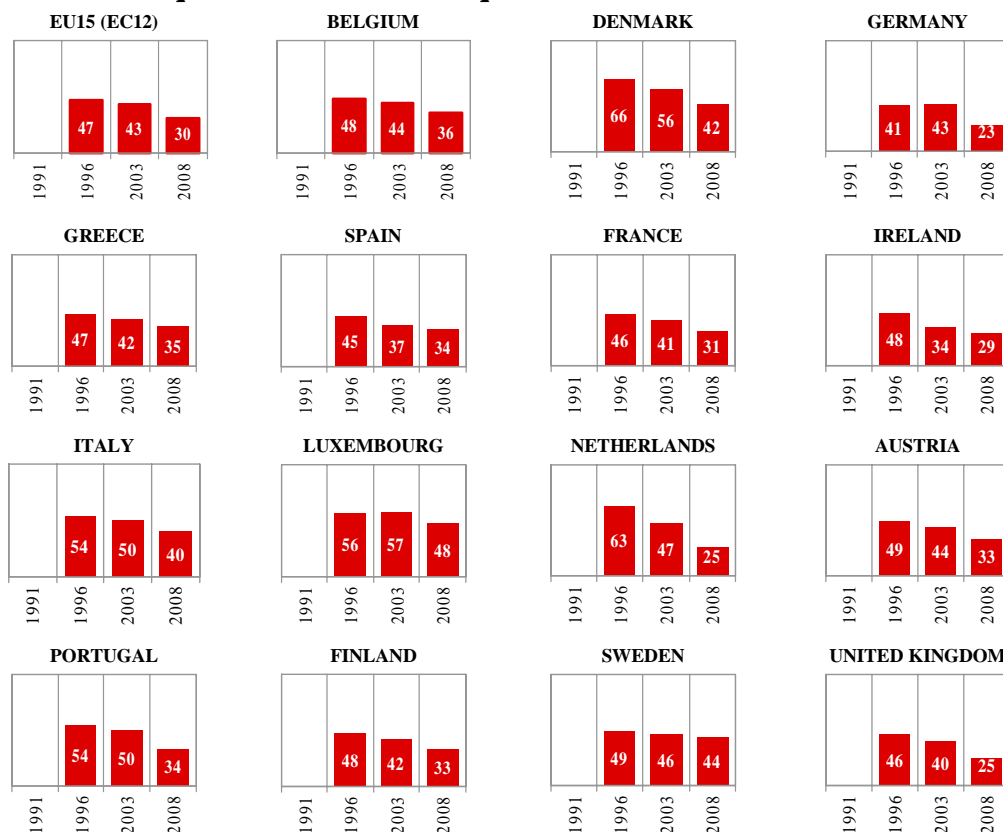 EU15 (EC12) BELGIUM DENMARK GERMANY
47 43 30 48 44 36 66 56 42 41 43 23
1991 1996 2003 2008 1991 1996 2003 2008 1991 1996 2003 2008 1991 1996 2003 2008
GREECE SPAIN FRANCE IRELAND
47 42 35 45 37 34 46 41 31 48 34 29
1991 1996 2003 2008 1991 1996 2003 2008 1991 1996 2003 2008 1991 1996 2003 2008
ITALY LUXEMBOURG NETHERLANDS AUSTRIA
54 50 40 56 57 48 63 47 25 49 44 33
1991 1996 2003 2008 1991 1996 2003 2008 1991 1996 2003 2008 1991 1996 2003 2008
PORTUGAL FINLAND SWEDEN UNITED KINGDOM
54 50 34 48 42 33 49 46 44 46 40 25
1991 1996 2003 2008 1991 1996 2003 2008 1991 1996 2003 2008 1991 1996 2003 2008